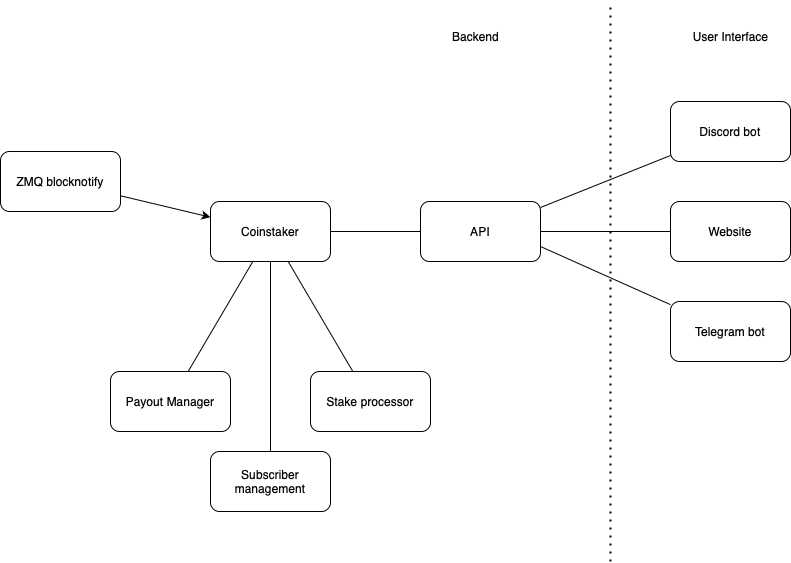 Backend
User Interface
Discord bot
ZMQ blocknotify
Coinstaker
API
Website
Telegram bot
Payout Manager
Stake processor
Subscriber
management